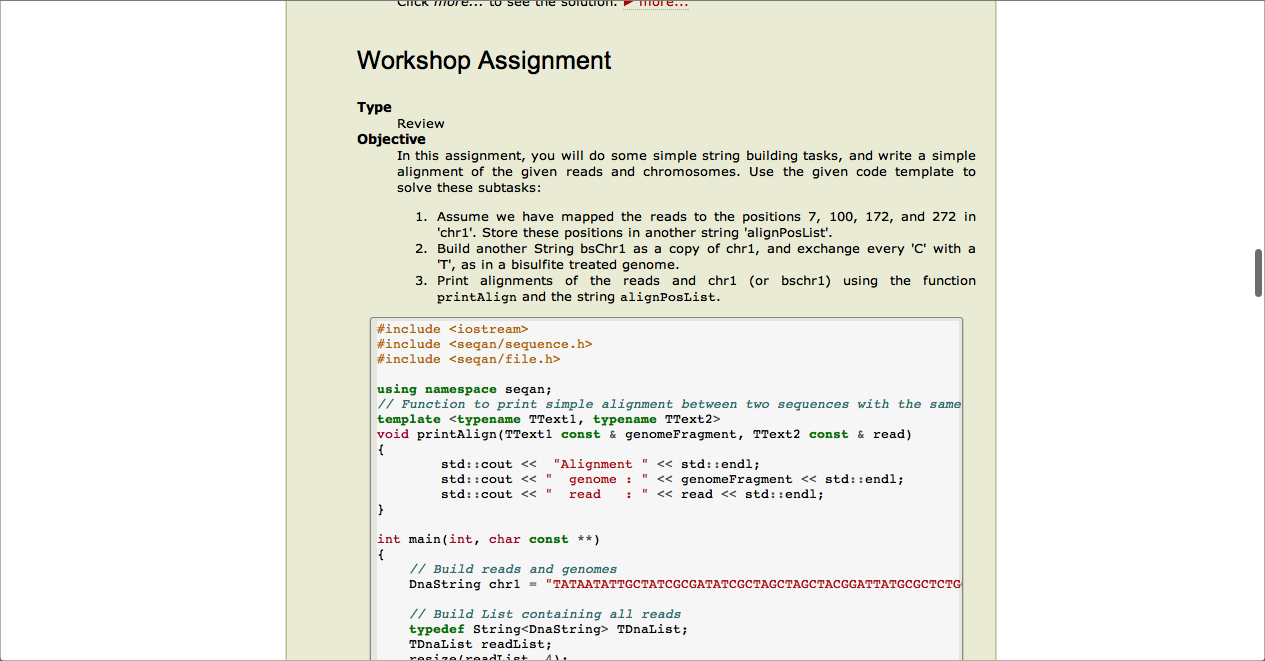 Click more... to see the solution. ▶ more...
Workshop Assignment
Type
Review
Objective
In this assignment, you will do some simple string building tasks, and write a simple
alignment of the given reads and chromosomes. Use the given code template to
solve these subtasks:
1. Assume we have mapped the reads to the positions 7, 100, 172, and 272 in
'chr1'. Store these positions in another string 'alignPosList'.
2. Build another String bsChr1 as a copy of chr1, and exchange every 'C' with a
'T', as in a bisulfite treated genome.
3. Print alignments of the reads and chr1 (or bschr1) using the function
printAlign and the string alignPosList.
#include <iostream>
#include <seqan/sequence.h>
#include <seqan/file.h>
using namespace seqan;
// Function to print simple alignment between two sequences with the same
template <typename TText1, typename TText2>
void printAlign(TText1 const & genomeFragment, TText2 const & read)
{
std::cout <<  "Alignment " << std::endl;
std::cout << "  genome : " << genomeFragment << std::endl;
std::cout << "  read   : " << read << std::endl;
}
int main(int, char const **)
{
// Build reads and genomes
DnaString chr1 = "TATAATATTGCTATCGCGATATCGCTAGCTAGCTACGGATTATGCGCTCTG
// Build List containing all reads
typedef String<DnaString> TDnaList;
TDnaList readList;
resize(readList, 4);